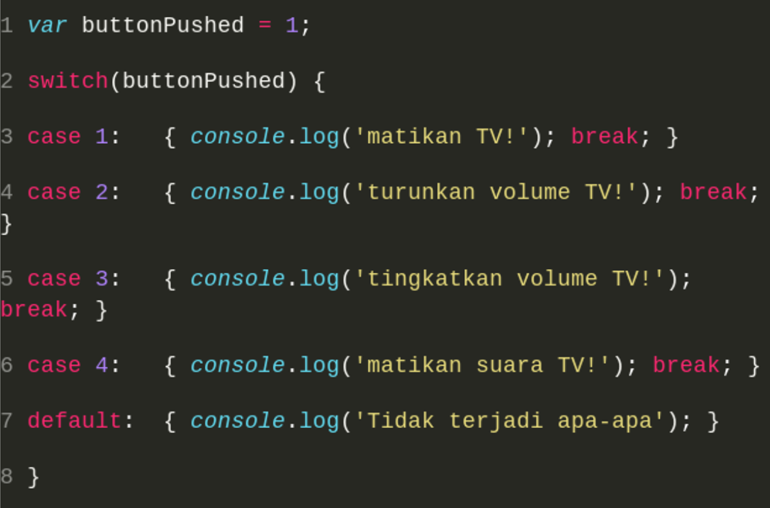 1 var buttonPushed = 1;
2 switch(buttonPushed) {
3 case 1:   { console.log('matikan TV!'); break; }
4 case 2:   { console.log('turunkan volume TV!'); break;
}
5 case 3:   { console.log('tingkatkan volume TV!');
break; }
6 case 4:   { console.log('matikan suara TV!'); break; }
7 default:  { console.log('Tidak terjadi apa-apa'); }
8 }